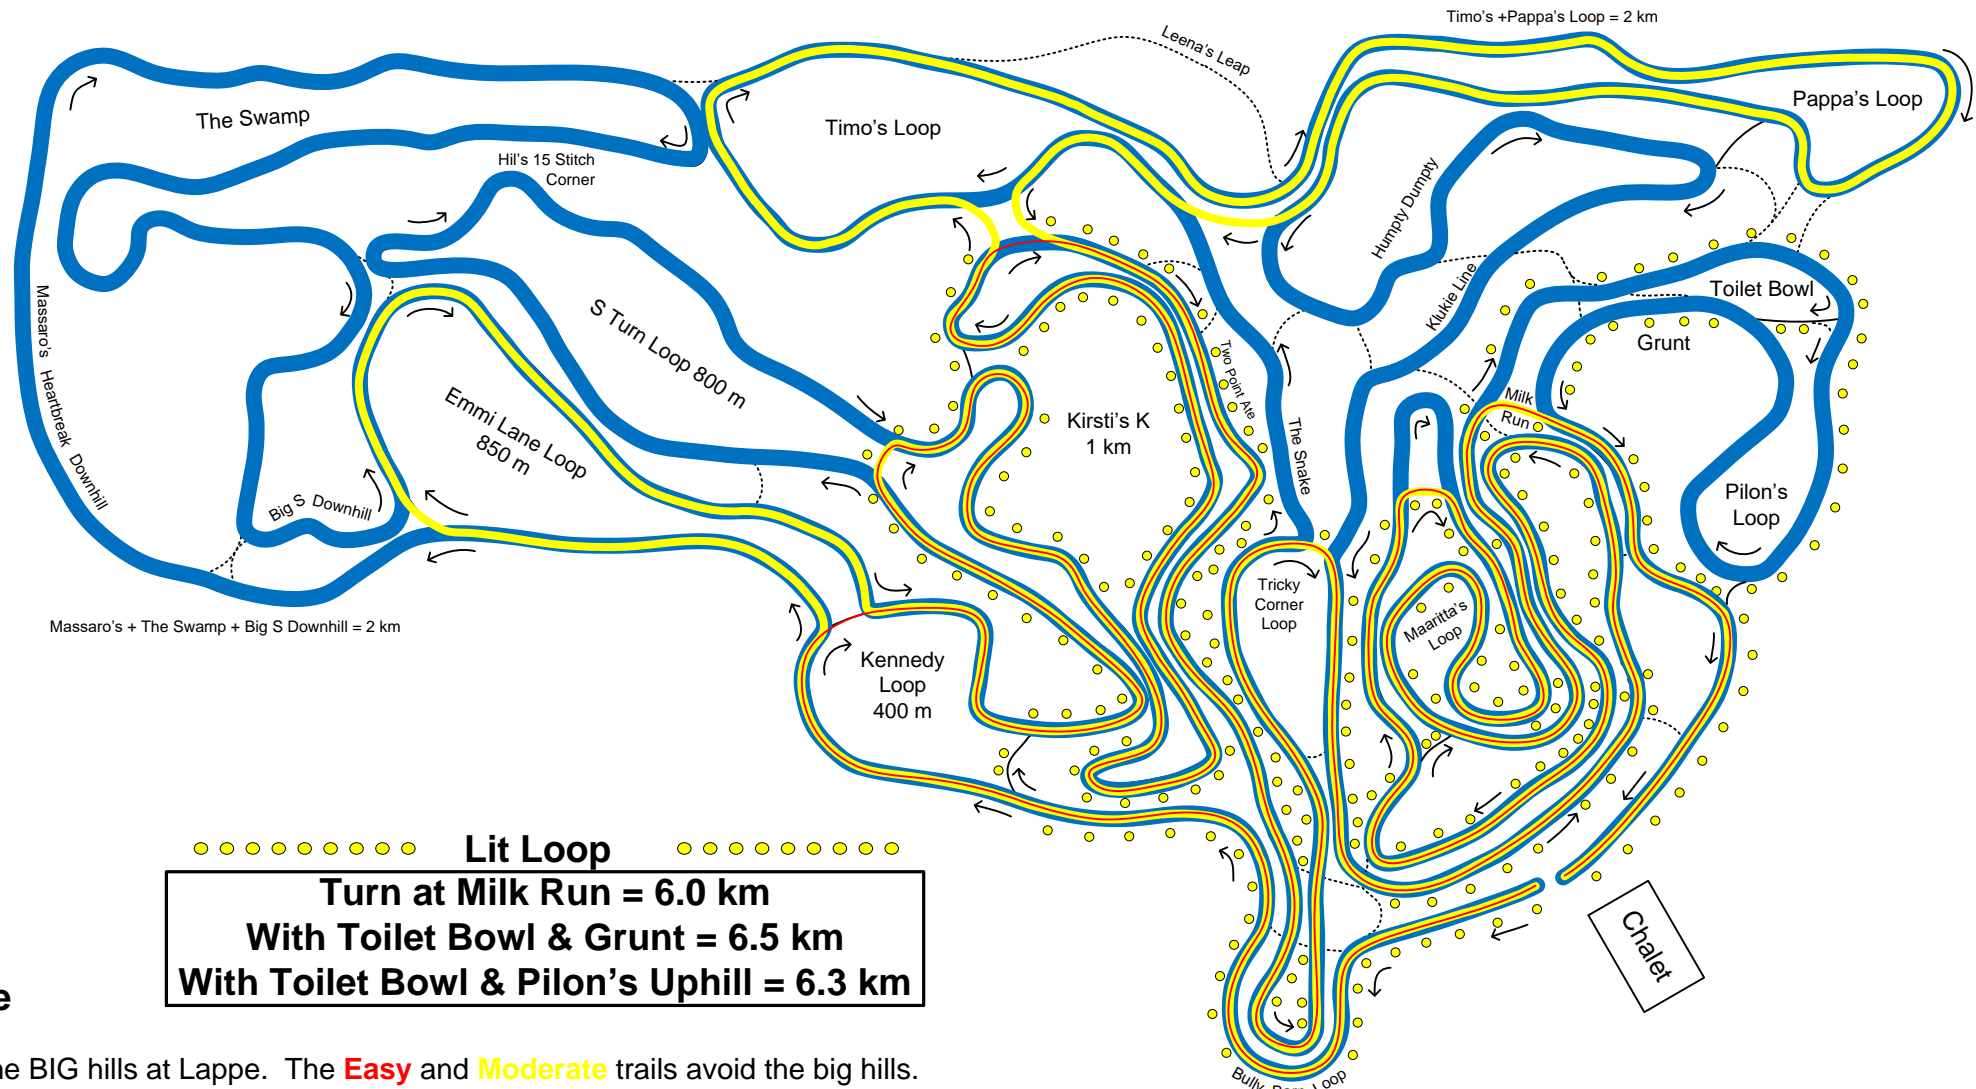 Timo's +Pappa's Loop = 2 km
Leena's Leap
The Swamp
Timo's Loop
Pappa's Loop
Hil's 15 Stitch
Corner
Humpty Dumpty
Massaro's Heartbreak Downhill
S Turn Loop 800 m
Klukie Line
Toilet Bowl
Grunt
Two Point Ate
Emmi Lane Loop
850 m
Kirsti's K
1 km
Milk
Run
The Snake
Big S Downhill
Pilon's
Loop
Tricky
Corner
Loop
Maaritta's
Loop
Massaro's + The Swamp + Big S Downhill = 2 km
Kennedy
Loop
400 m
Lit Loop
Turn at Milk Run = 6.0 km
With Toilet Bowl & Grunt = 6.5 km
With Toilet Bowl & Pilon's Uphill = 6.3 km
Chalet
e
he BIG hills at Lappe. The Easy and Moderate trails avoid the big hills.
Bully Loop